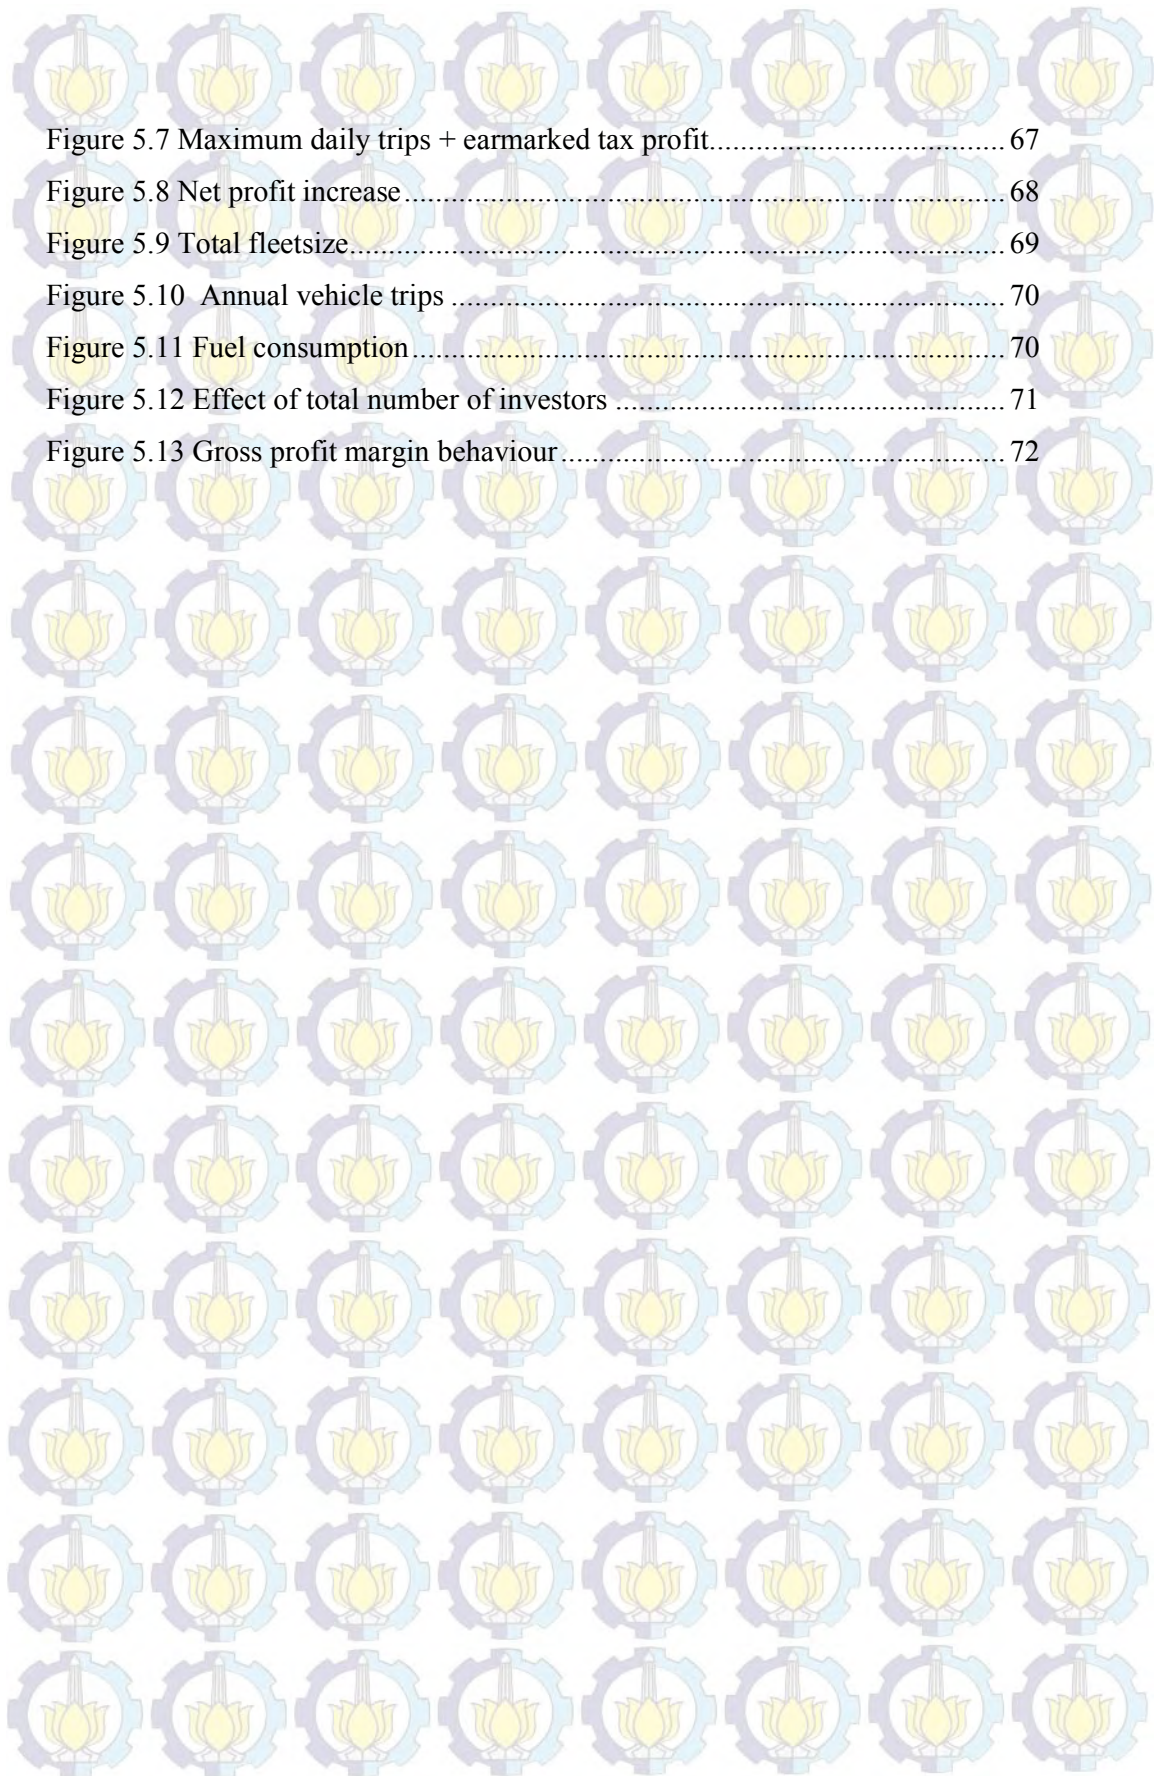 Figure 5.7 Maximum daily trips + earmarked tax profit.................................... 67
Figure 5.8 Net profit increase........................................................................... 68
Figure 5.9 Total fleetsize.................................................................................. 69
Figure 5.10  Annual vehicle trips ..................................................................... 70
Figure 5.11 Fuel consumption.......................................................................... 70
Figure 5.12 Effect of total number of investors ................................................ 71
Figure 5.13 Gross profit margin behaviour....................................................... 72